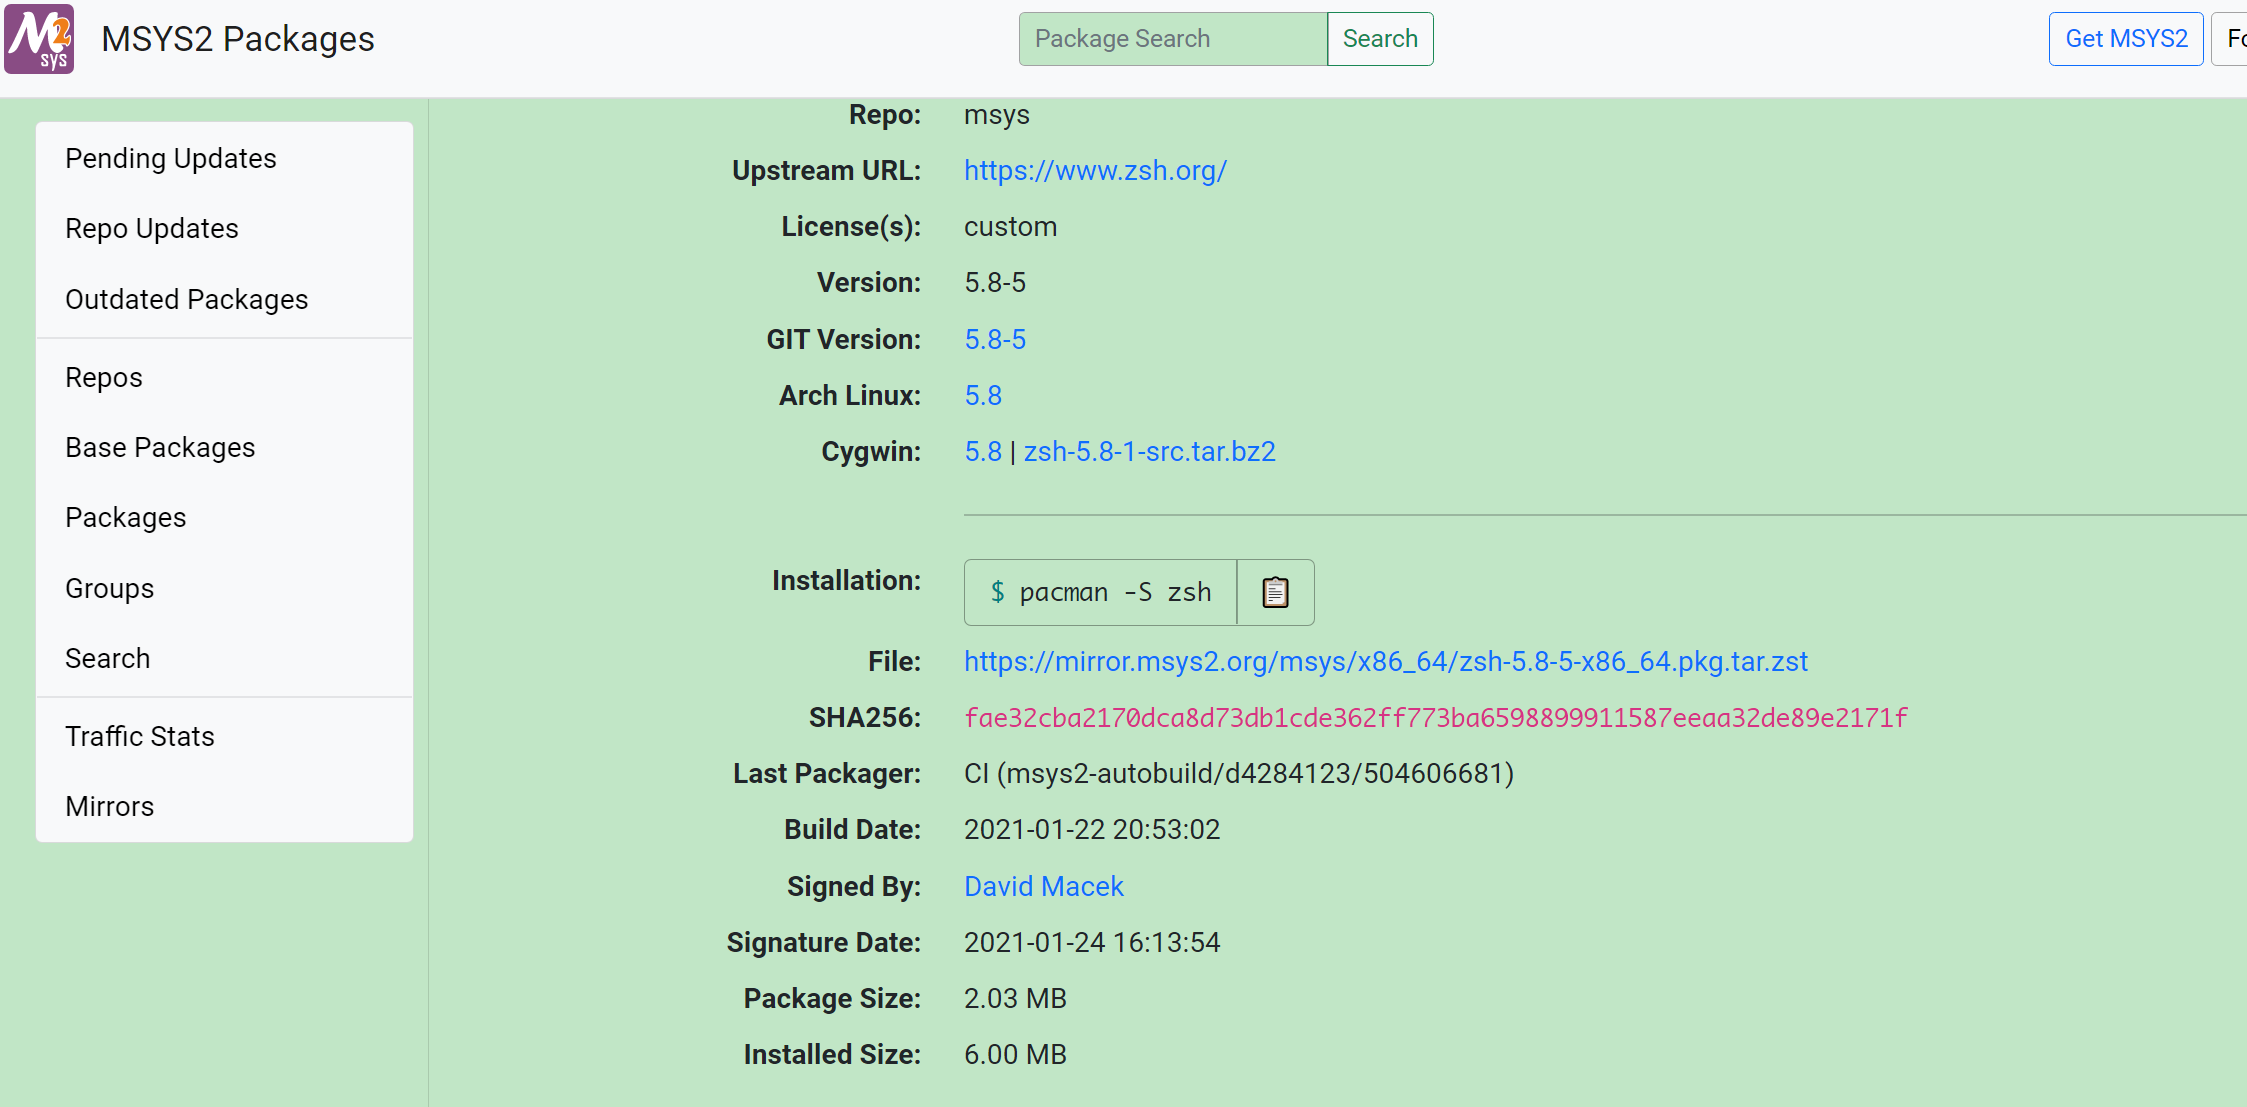 M2 sys
MSYS2 Packages
Package Search
Search
Get MSYS2
Fo
Pending Updates
Repo Updates
Outdated Packages
Repos
Base Packages
Packages
Groups
Search
Traffic Stats
Mirrors
Repo: msys
Upstream URL: https://www.zsh.org/
License(s): custom
Version: 5.8-5
GIT Version: 5.8-5
Arch Linux: 5.8
Cygwin: 5.8 | zsh-5.8-1-src.tar.bz2
Installation: $ pacman -S zsh
File: https://mirror.msys2.org/msys/x86_64/zsh-5.8-5-x86_64.pkg.tar.zst
SHA256: fae32cba2170dca8d73db1cde362ff773ba6598899911587eeaa32de89e2171f
Last Packager: CI (msys2-autobuild/d4284123/504606681)
Build Date: 2021-01-22 20:53:02
Signed By: David Macek
Signature Date: 2021-01-24 16:13:54
Package Size: 2.03 MB
Installed Size: 6.00 MB